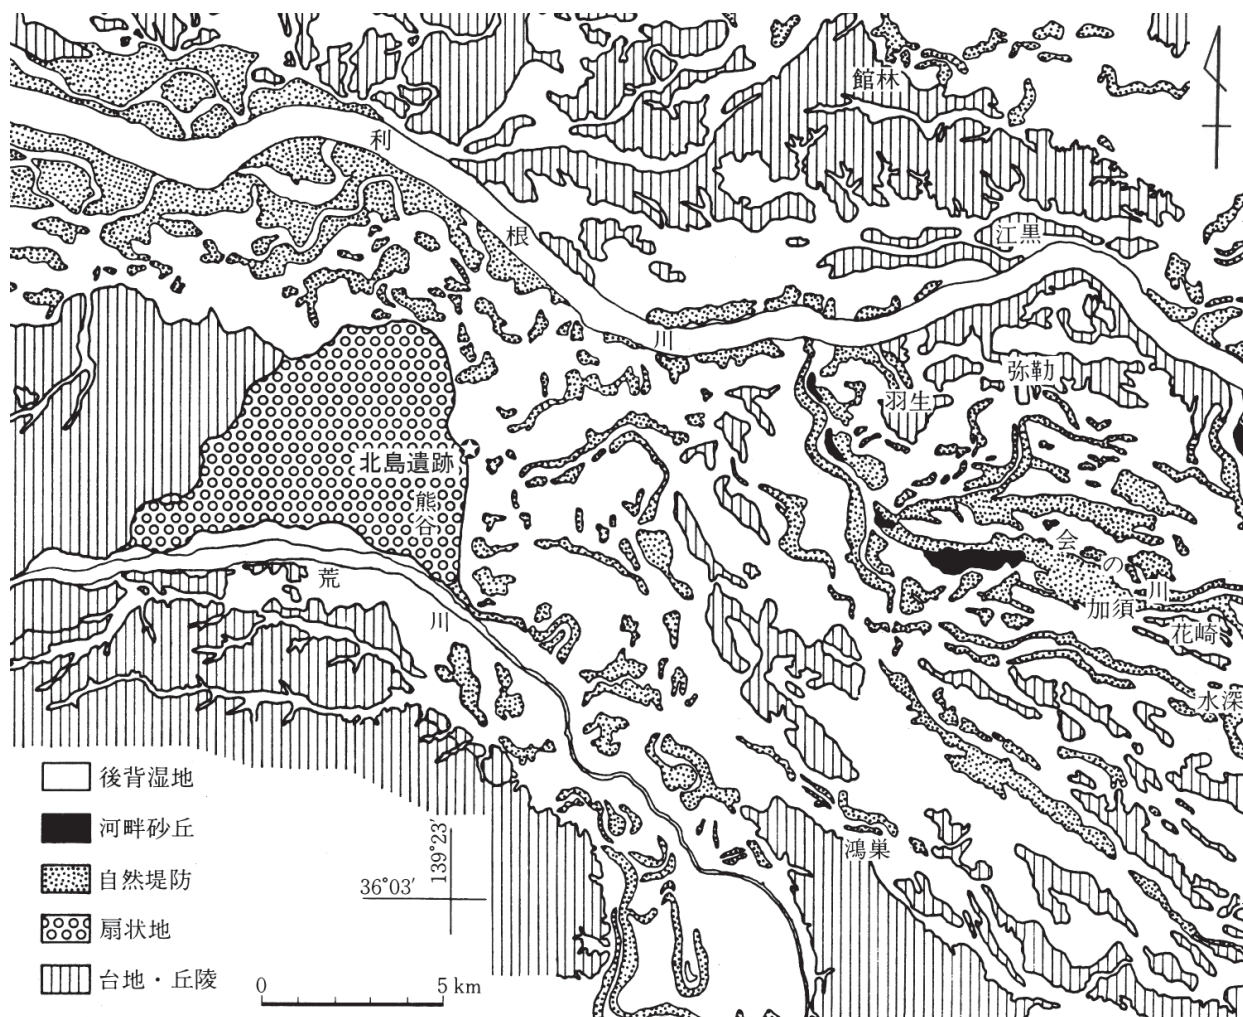 館林
利
根
川
江黒
弥勒
羽生
北島遺跡
熊谷
会
の
川
加須
花崎
水深
荒
川
鴻巣
後背湿地
河畔砂丘
自然堤防
扇状地
台地・丘陵
139°23′
36°03′
0 5 km